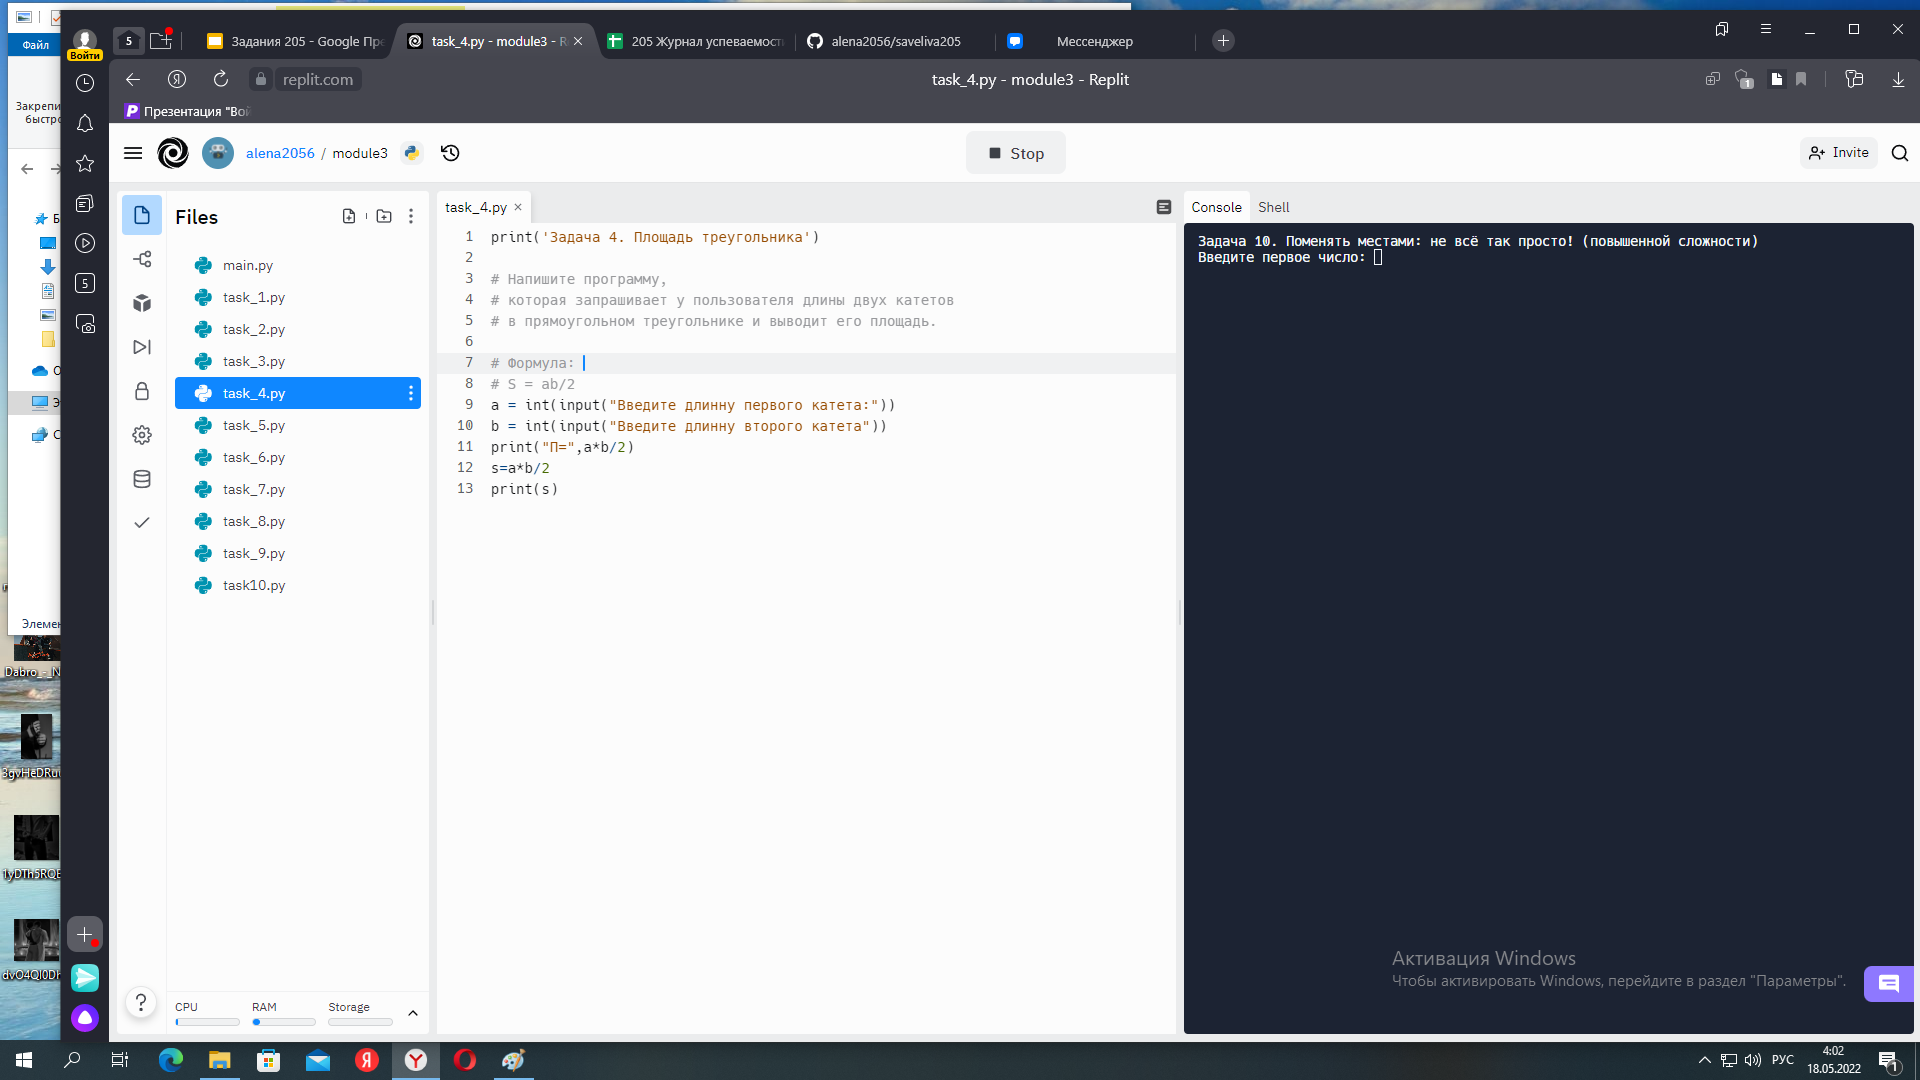 Файл
Войти
5
Задания 205 - Google Пре
task_4.py - module3 - R
205 Журнал успеваемост
alena2056/saveliva205
Мессенджер
replit.com
task_4.py - module3 - Replit
1
Презентация "Вой
Закрепи
быстро
alena2056 / module3
Stop
Invite
Files
main.py
task_1.py
task_2.py
task_3.py
task_4.py
task_5.py
task_6.py
task_7.py
task_8.py
task_9.py
task10.py
task_4.py
1 print('Задача 4. Площадь треугольника')
2
3 # Напишите программу,
4 # которая запрашивает у пользователя длины двух катетов
5 # в прямоугольном треугольнике и выводит его площадь.
6
7 # Формула:
8 # S = ab/2
9 a = int(input("Введите длинну первого катета:"))
10 b = int(input("Введите длинну второго катета"))
11 print("П=",a*b/2)
12 s=a*b/2
13 print(s)
Console
Shell
Задача 10. Поменять местами: не всё так просто! (повышенной сложности)
Введите первое число:
5
Элемен
Dabro_-_N
3gvHeDRu
1yDTh5RQE
dvO4QI0Dh
CPU
RAM
Storage
?
Активация Windows
Чтобы активировать Windows, перейдите в раздел "Параметры".
РУС
4:02
18.05.2022
1